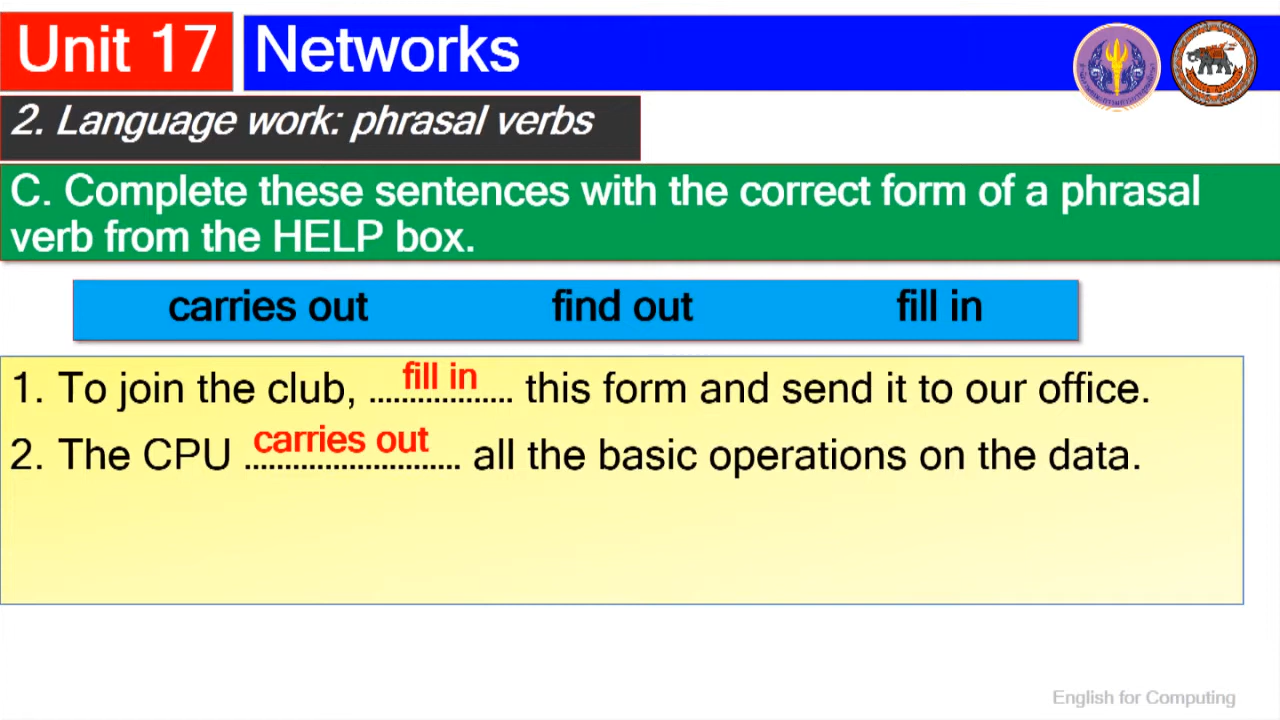 Unit 17 Networks
2. Language work: phrasal verbs
C. Complete these sentences with the correct form of a phrasal
verb from the HELP box.
carries out find out fill in
1. To join the club, ..................fill in this form and send it to our office.
2. The CPU ...........................carries out all the basic operations on the data.
English for Computing